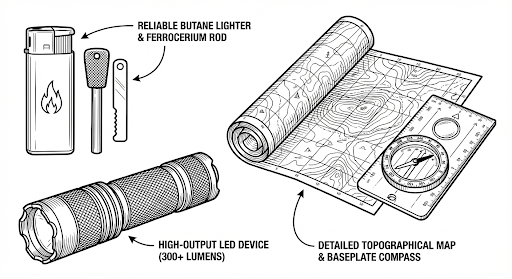 RELIABLE BUTANE LIGHTER
& FERROCERIUM ROD
HIGH-OUTPUT LED DEVICE
(300+ LUMENS)
DETAILED TOPOGRAPHICAL MAP
& BASEPLATE COMPASS